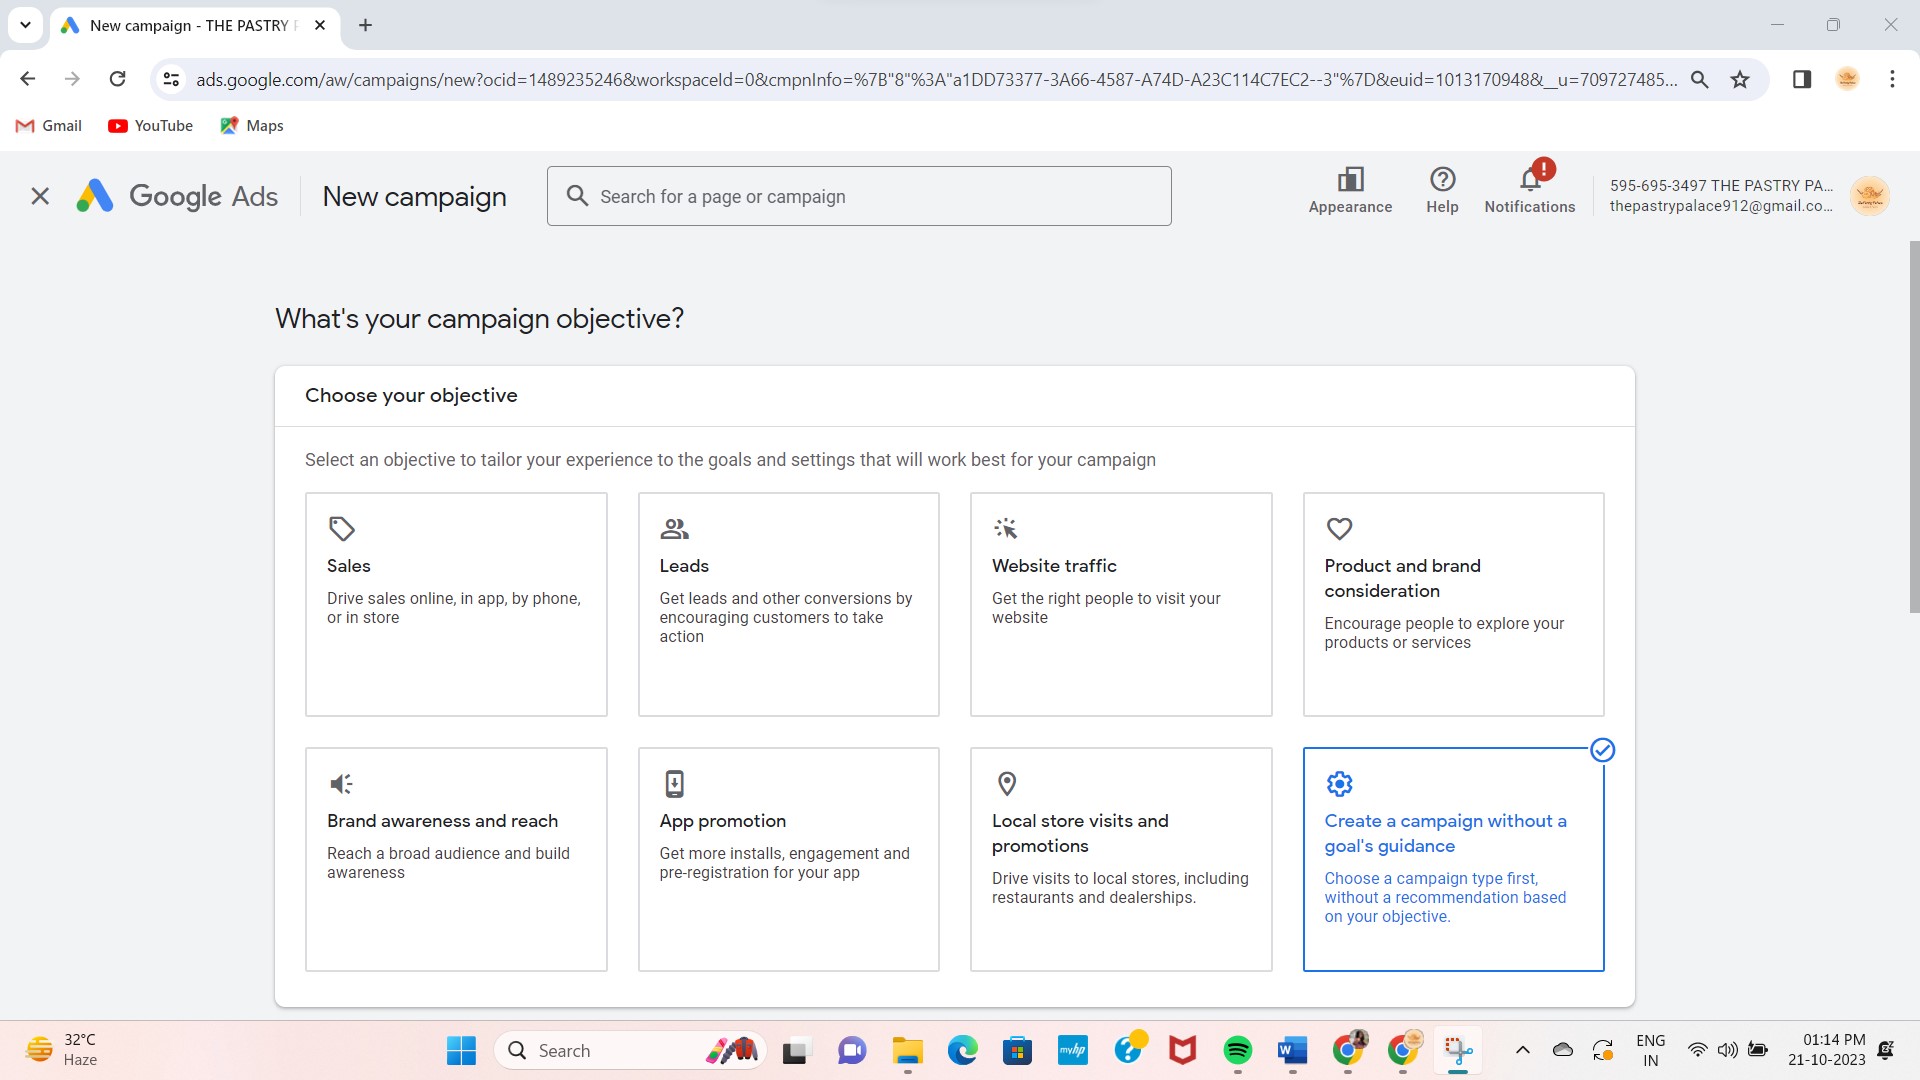 New campaign - THE PASTRY P
ads.google.com/aw/campaigns/new?ocid=1489235246&workspaceId=0&cmpnInfo=%7B"8"%3A"a1DD73377-3A66-4587-A74D-A23C114C7EC2--3"%7D&euid=1013170948&__u=709727485...
Gmail
YouTube
Maps
Google Ads
New campaign
Search for a page or campaign
Appearance
Help
!
Notifications
595-695-3497 THE PASTRY PA...
thepastrypalace912@gmail.co...
What's your campaign objective?
Choose your objective
Select an objective to tailor your experience to the goals and settings that will work best for your campaign
Sales
Drive sales online, in app, by phone,
or in store
Leads
Get leads and other conversions by
encouraging customers to take
action
Website traffic
Get the right people to visit your
website
Product and brand
consideration
Encourage people to explore your
products or services
Brand awareness and reach
Reach a broad audience and build
awareness
App promotion
Get more installs, engagement and
pre-registration for your app
Local store visits and
promotions
Drive visits to local stores, including
restaurants and dealerships.
Create a campaign without a
goal's guidance
Choose a campaign type first,
without a recommendation based
on your objective.
32°C
Haze
Search
myhp
ENG
IN
01:14 PM
21-10-2023